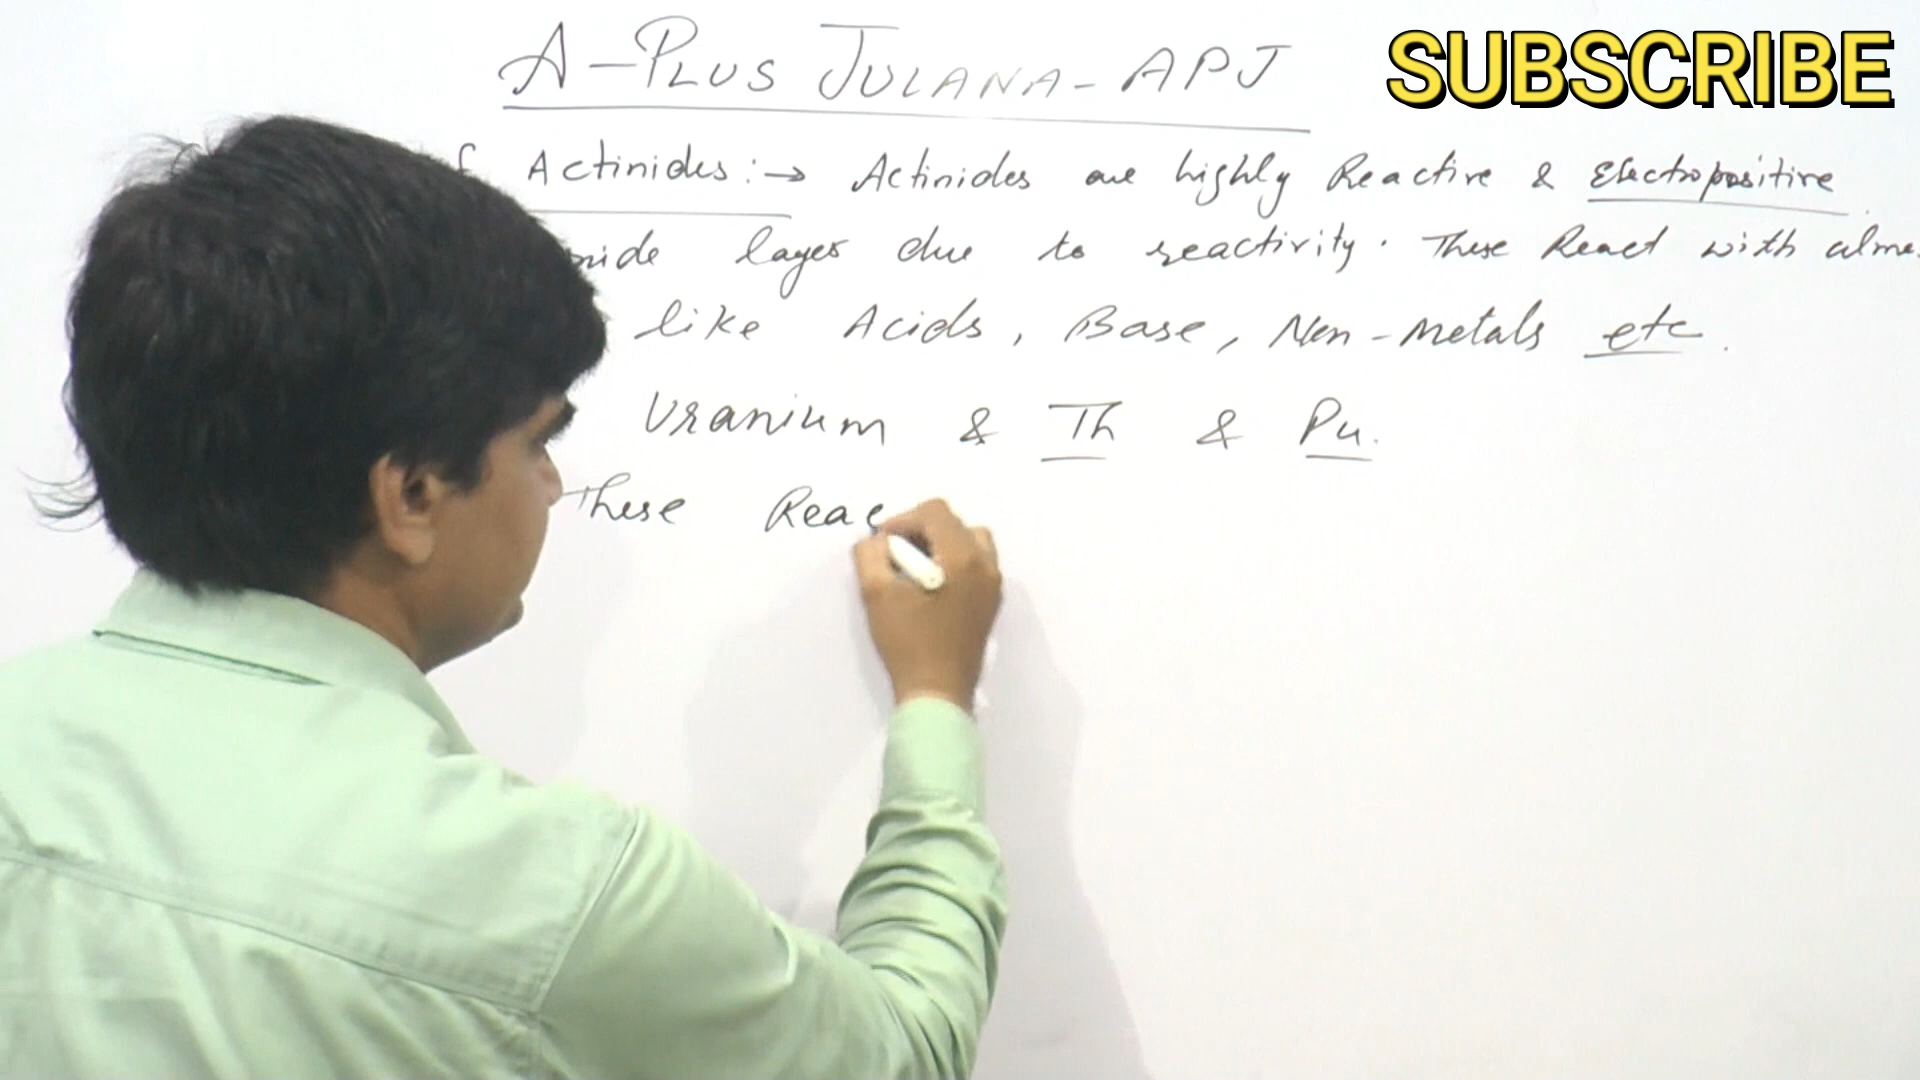 A-PLUS JULANA-APJ
SUBSCRIBE
f Actinides:→ Actinides are highly Reactive & Electropositive
layer due to reactivity. These React with alm
like Acids, Base, Non-Metals etc.
Uranium & Th & Pu.
These Reac